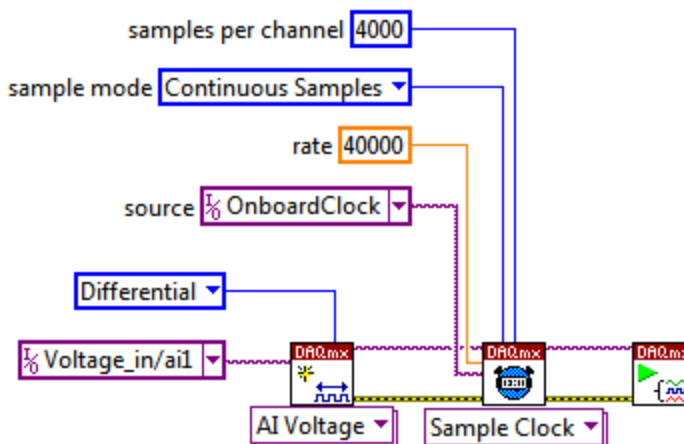 samples per channel 4000
sample mode Continuous Samples
rate 40000
source I/O OnboardClock
Differential
I/O Voltage_in/ai1
DAQmx DAQmx DAQmx
AI Voltage Sample Clock